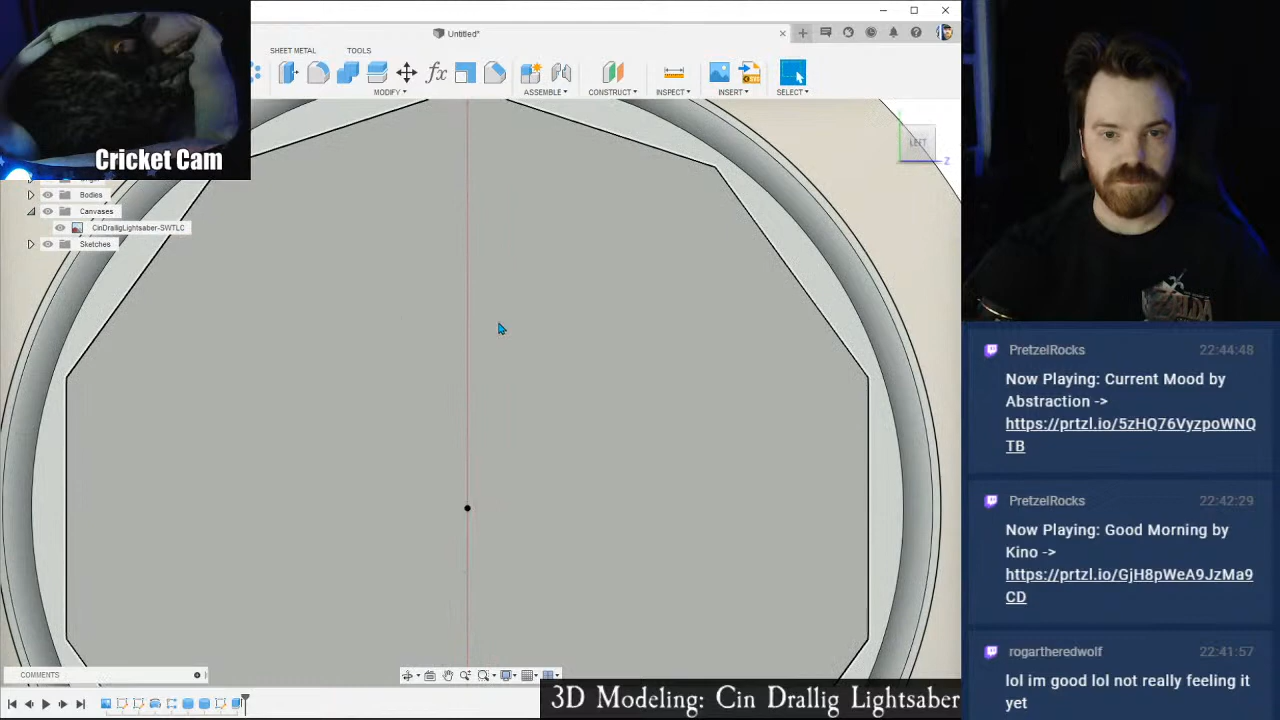 Untitled*
SHEET METAL TOOLS
MODIFY ASSEMBLE CONSTRUCT INSPECT INSERT SELECT
Cricket Cam
LEFT
Z
Bodies
Canvases
CinDralligLightsaber-SWTLC
Sketches
COMMENTS
3D Modeling: Cin Drallig Lightsaber
PretzelRocks 22:44:48
Now Playing: Current Mood by
Abstraction ->
https://prtzl.io/5zHQ76VyzpoWNQ
TB
PretzelRocks 22:42:29
Now Playing: Good Morning by
Kino ->
https://prtzl.io/GjH8pWeA9JzMa9
CD
rogartheredwolf 22:41:57
lol im good lol not really feeling it
yet